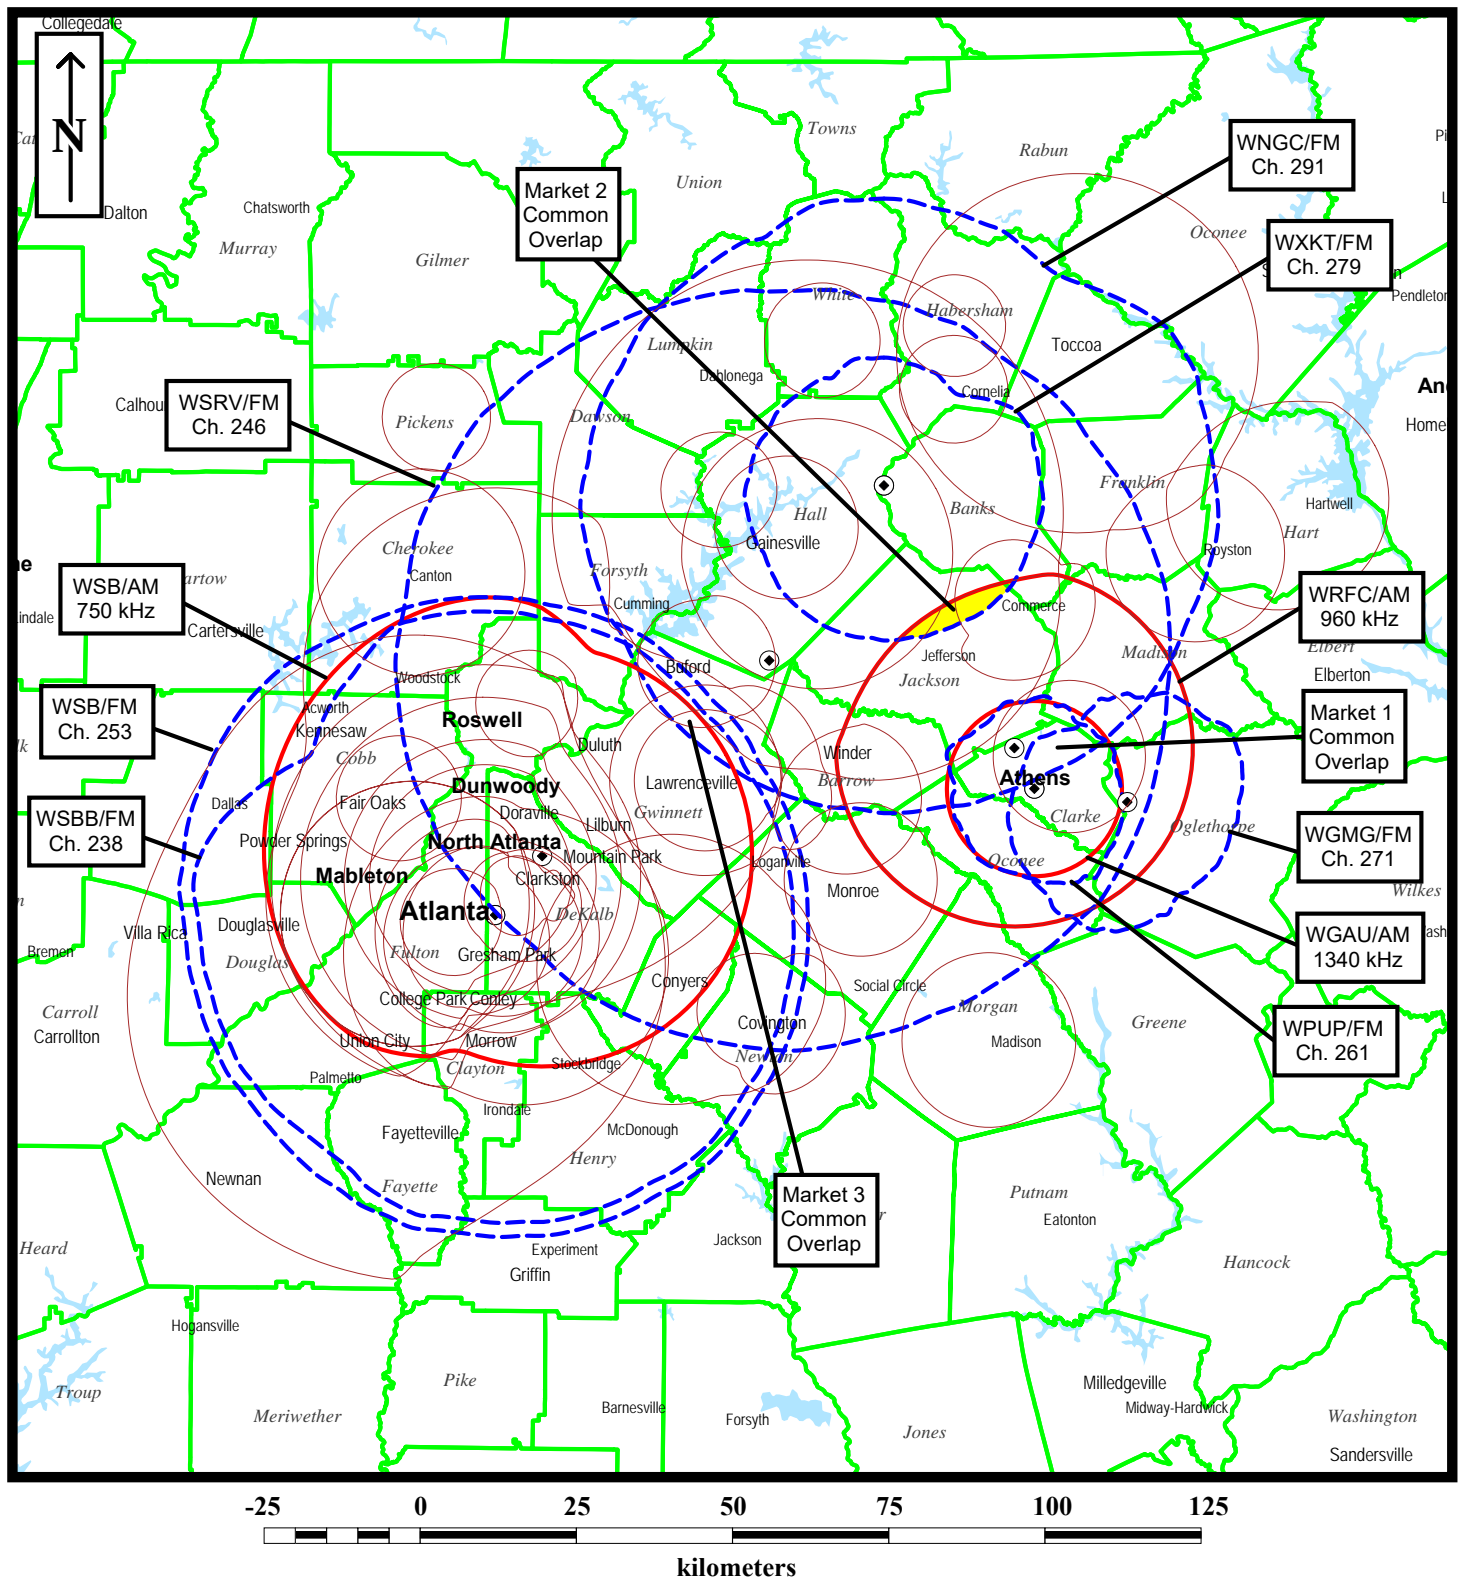 Collegedale
N
Towns
Rabun
Union
WNGC/FM
Ch. 291
Market 2
Common
Overlap
Dalton
Chatsworth
Murray
Gilmer
Oconee
WXKT/FM
Ch. 279
Pendleton
White
Habersham
Lumpkin
Toccoa
Dahlonega
Cornelia
WSRV/FM
Ch. 246
Calhou
Pickens
Dawson
Home
Franklin
Hall
Banks
Hartwell
Hart
Gainesville
Royston
Cherokee
Canton
Forsyth
Cumming
Commerce
WSB/AM
750 kHz
artow
Cartersville
WRFC/AM
960 kHz
Elbert
Elberton
Jefferson
Madison
Jackson
Buford
Woodstock
Acworth
Kennesaw
Roswell
Cobb
WSB/FM
Ch. 253
Duluth
Winder
Market 1
Common
Overlap
Athens
Barrow
Lawrenceville
Dunwoody
Gwinnett
Doraville
Lilburn
Clarke
Oglethorpe
Dallas
Fair Oaks
WSBB/FM
Ch. 238
Powder Springs
North Atlanta
Mountain Park
WGMG/FM
Ch. 271
Loganville
Oconee
Mableton
Clarkston
Monroe
Wilkes
Atlanta
DeKalb
Douglasville
Villa Rica
Bremen
Fulton
Gresham Park
Douglas
WGAU/AM
1340 kHz
Conyers
Social Circle
College Park
Conley
Morgan
Carroll
Carrollton
Covington
Greene
Union City
Morrow
Madison
WPUP/FM
Ch. 261
Newton
Clayton
Stockbridge
Palmetto
Irondale
Fayetteville
McDonough
Henry
Newnan
Fayette
Market 3
Common
Overlap
Putnam
Eatonton
Jackson
Heard
Experiment
Griffin
Hancock
Hogansville
Troup
Pike
Meriwether
Barnesville
Forsyth
Jones
Milledgeville
Midway-Hardwick
Washington
Sandersville
-25 0 25 50 75 100 125
kilometers